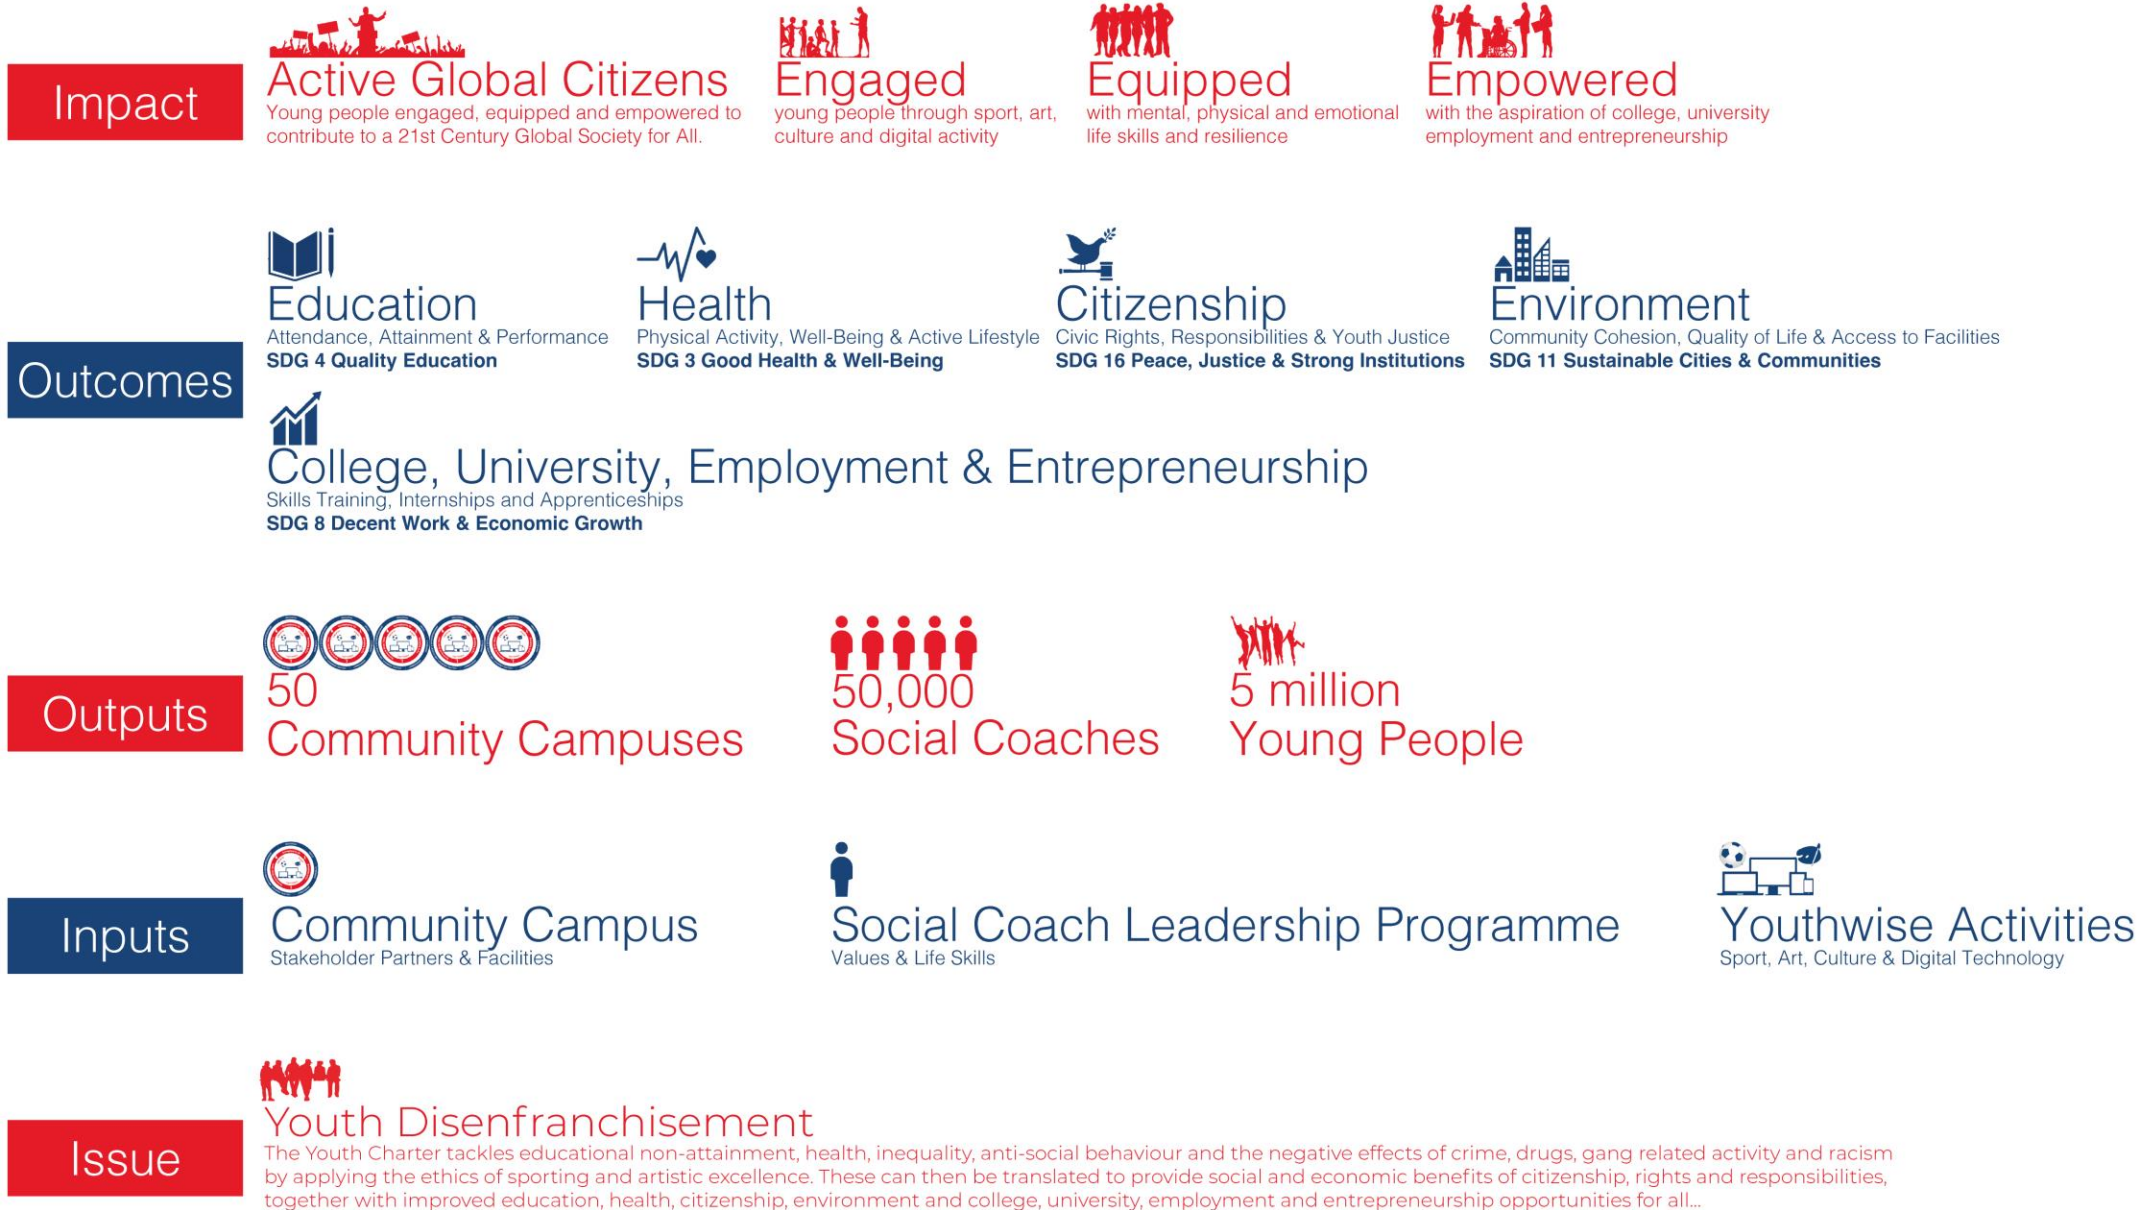 Impact
Active Global Citizens
Young people engaged, equipped and empowered to
contribute to a 21st Century Global Society for All.
Engaged
young people through sport, art,
culture and digital activity
Equipped
with mental, physical and emotional
life skills and resilience
Empowered
with the aspiration of college, university
employment and entrepreneurship
Outcomes
Education
Attendance, Attainment & Performance
SDG 4 Quality Education
Health
Physical Activity, Well-Being & Active Lifestyle
SDG 3 Good Health & Well-Being
Citizenship
Civic Rights, Responsibilities & Youth Justice
SDG 16 Peace, Justice & Strong Institutions
Environment
Community Cohesion, Quality of Life & Access to Facilities
SDG 11 Sustainable Cities & Communities
College, University, Employment & Entrepreneurship
Skills Training, Internships and Apprenticeships
SDG 8 Decent Work & Economic Growth
Outputs
50
Community Campuses
50,000
Social Coaches
5 million
Young People
Inputs
Community Campus
Stakeholder Partners & Facilities
Social Coach Leadership Programme
Values & Life Skills
Youthwise Activities
Sport, Art, Culture & Digital Technology
Issue
Youth Disenfranchisement
The Youth Charter tackles educational non-attainment, health, inequality, anti-social behaviour and the negative effects of crime, drugs, gang related activity and racism
by applying the ethics of sporting and artistic excellence. These can then be translated to provide social and economic benefits of citizenship, rights and responsibilities,
together with improved education, health, citizenship, environment and college, university, employment and entrepreneurship opportunities for all...